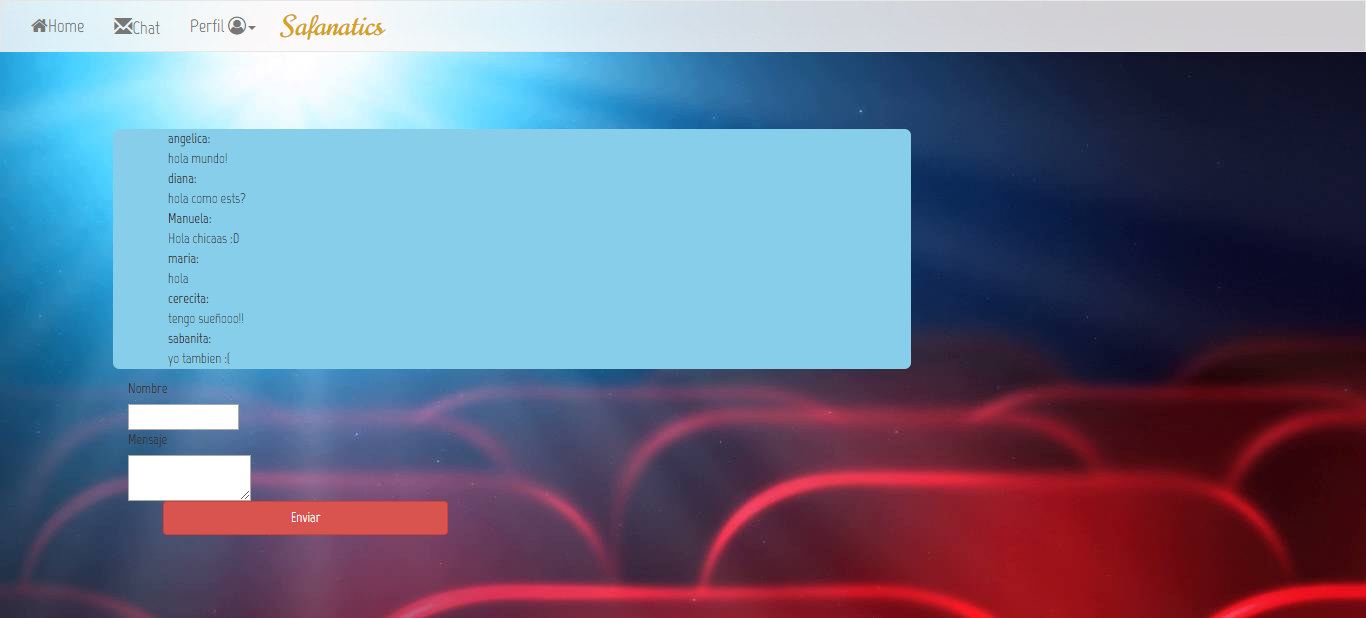 Home Chat Perfil Safanatics
angelica:
hola mundo!
diana:
hola como ests?
Manuela:
Hola chicaas :D
maria:
hola
cerecita:
tengo sueñooo!!
sabanita:
yo tambien :(
Nombre
Mensaje
Enviar